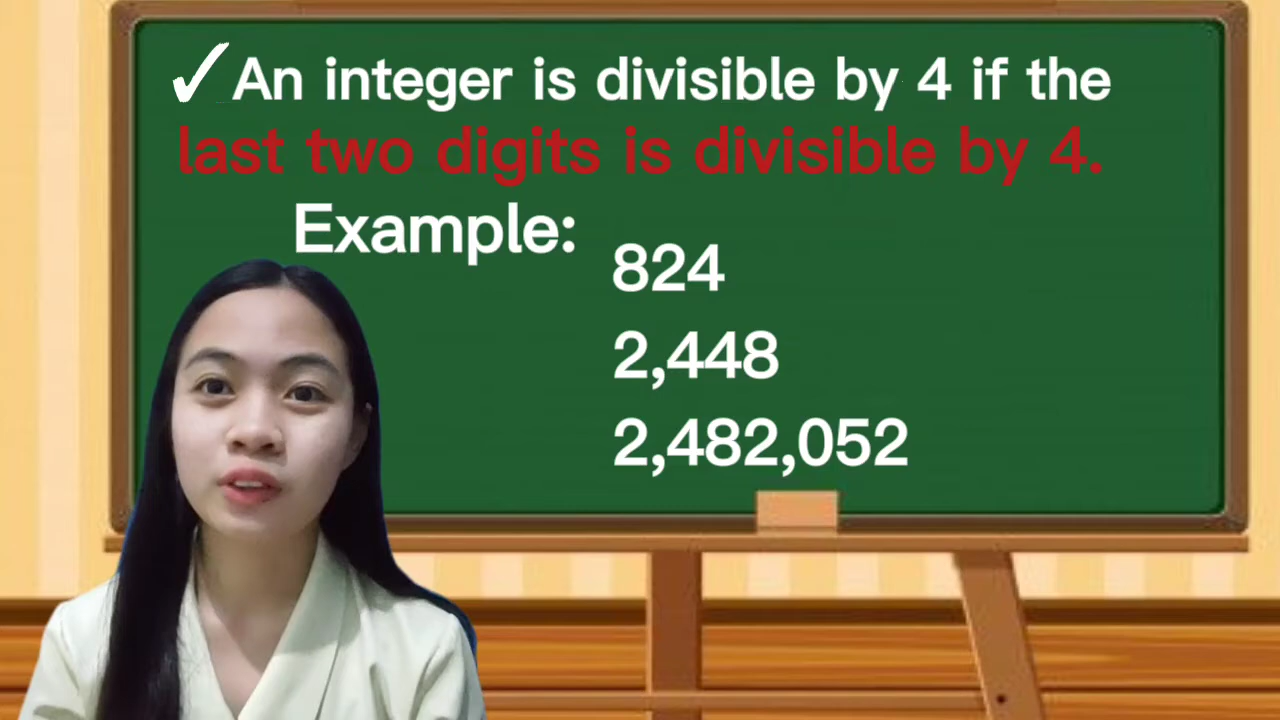 ✓An integer is divisible by 4 if the
last two digits is divisible by 4.
Example:
824
2,448
2,482,052